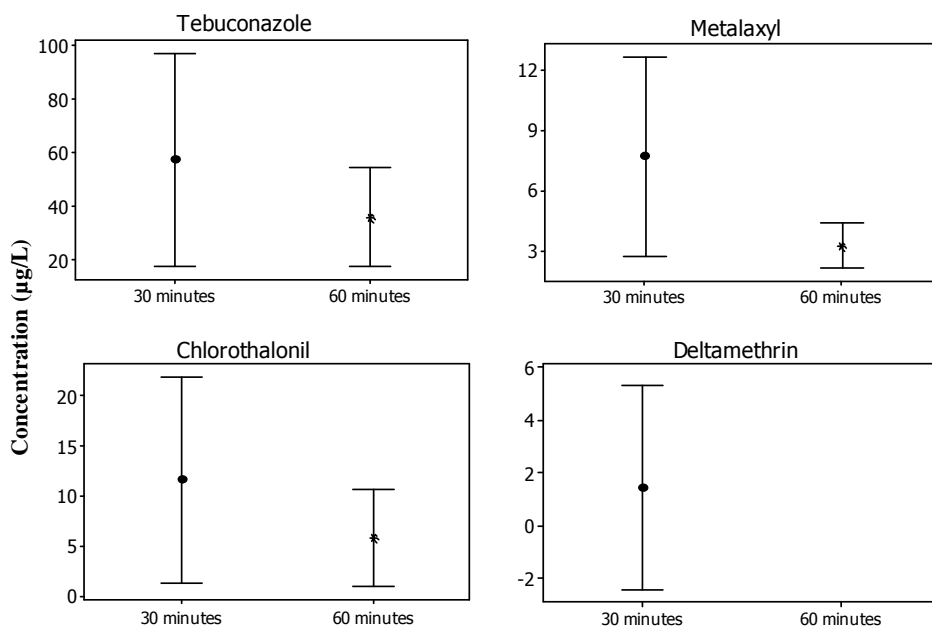 Concentration (µg/L)
Tebuconazole
100
80
60
40
20
30 minutes 60 minutes
Metalaxyl
12
9
6
3
30 minutes 60 minutes
Chlorothalonil
20
15
10
5
0
30 minutes 60 minutes
Deltamethrin
6
4
2
0
-2
30 minutes 60 minutes